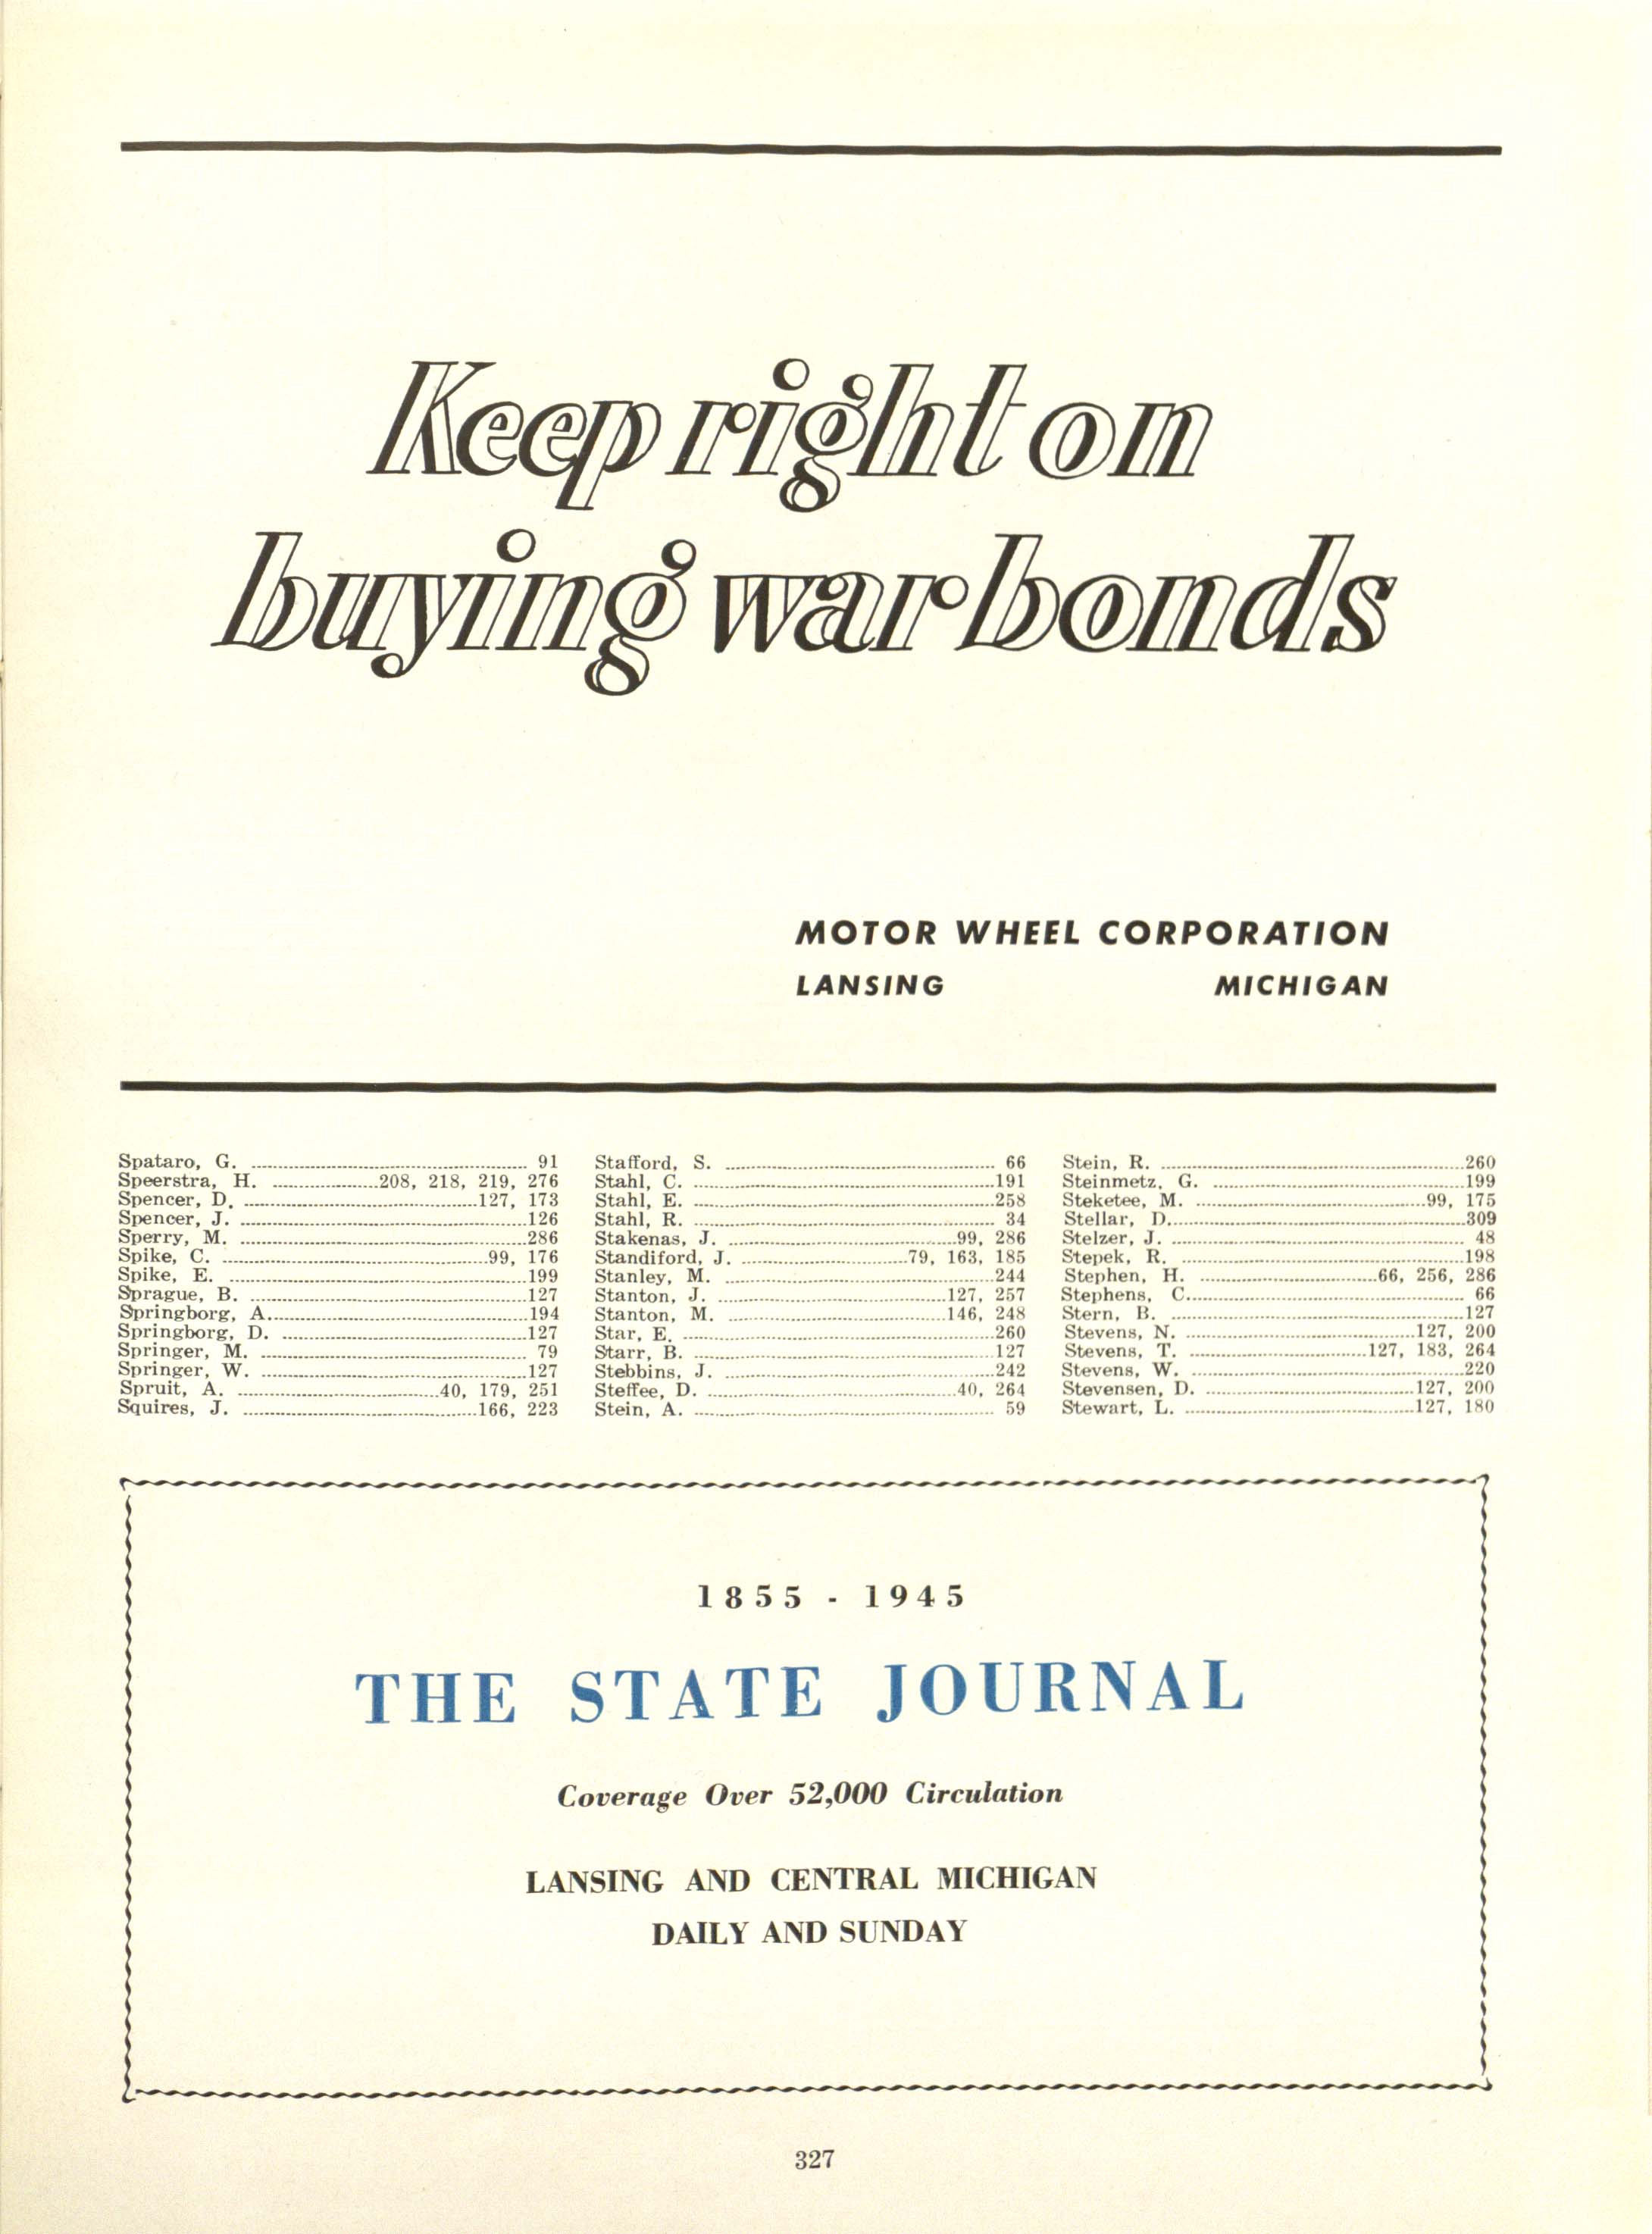 Keep right on
buying war bonds
MOTOR WHEEL CORPORATION
LANSING MICHIGAN
Spataro, G. 91
Speerstra, H. 208, 218, 219, 276
Spencer, D. 127, 173
Spencer, J. 126
Sperry, M. 286
Spike, C. 99, 176
Spike, E. 199
Sprague, B. 127
Springborg, A. 194
Springborg, D. 127
Springer, M. 79
Springer, W. 127
Spruit, A. 40, 179, 251
Squires, J. 166, 223
Stafford, S. 66
Stahl, C. 191
Stahl, E. 258
Stahl, R. 34
Stakenas, J. 99, 286
Standiford, J. 79, 163, 185
Stanley, M. 244
Stanton, J. 127, 257
Stanton, M. 146, 248
Star, E. 260
Starr, B. 127
Stebbins, J. 242
Steffee, D. 40, 264
Stein, A. 59
Stein, R. 260
Steinmetz, G. 199
Steketee, M. 99, 175
Stellar, D. 309
Stelzer, J. 48
Stepek, R. 198
Stephen, H. 66, 256, 286
Stephens, C. 66
Stern, B. 127
Stevens, N. 127, 200
Stevens, T. 127, 183, 264
Stevens, W. 220
Stevensen, D. 127, 200
Stewart, L. 127, 180
1855 - 1945
THE STATE JOURNAL
Coverage Over 52,000 Circulation
LANSING AND CENTRAL MICHIGAN
DAILY AND SUNDAY
327